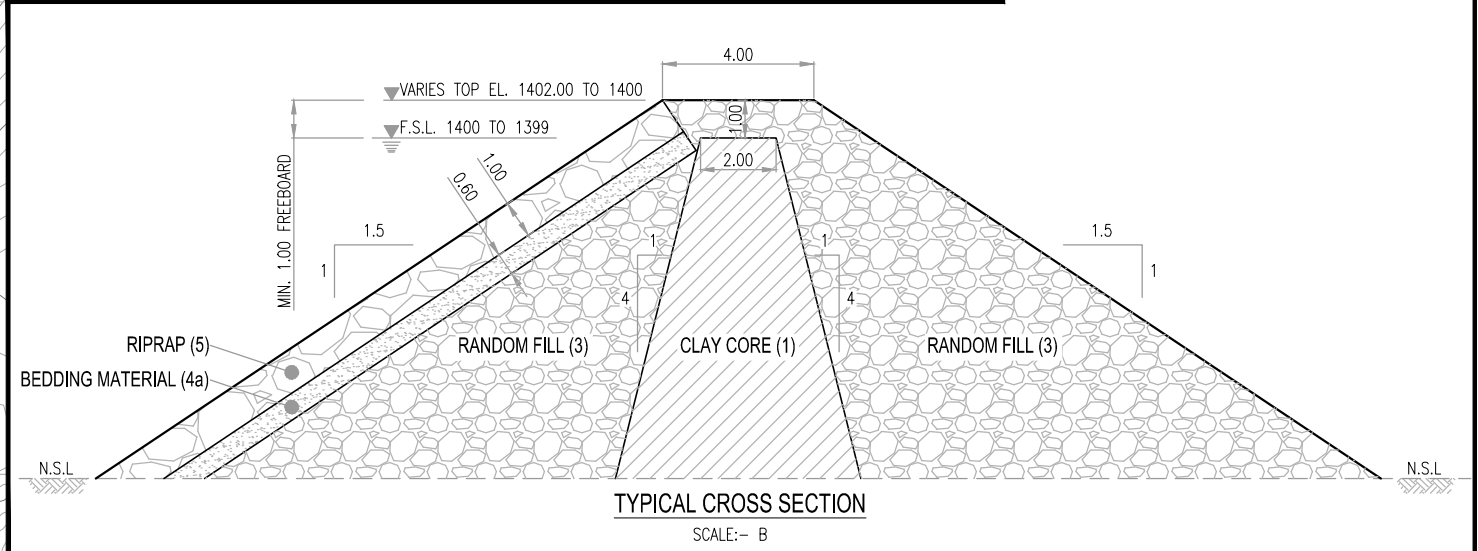 4.00
VARIES TOP EL. 1402.00 TO 1400
F.S.L. 1400 TO 1399
1.00
2.00
MIN. 1.00 FREEBOARD
1.00
0.60
1.5
1
1
4
1
4
1.5
1
RIPRAP (5)
RANDOM FILL (3)
CLAY CORE (1)
RANDOM FILL (3)
BEDDING MATERIAL (4a)
N.S.L
N.S.L
TYPICAL CROSS SECTION
SCALE:- B